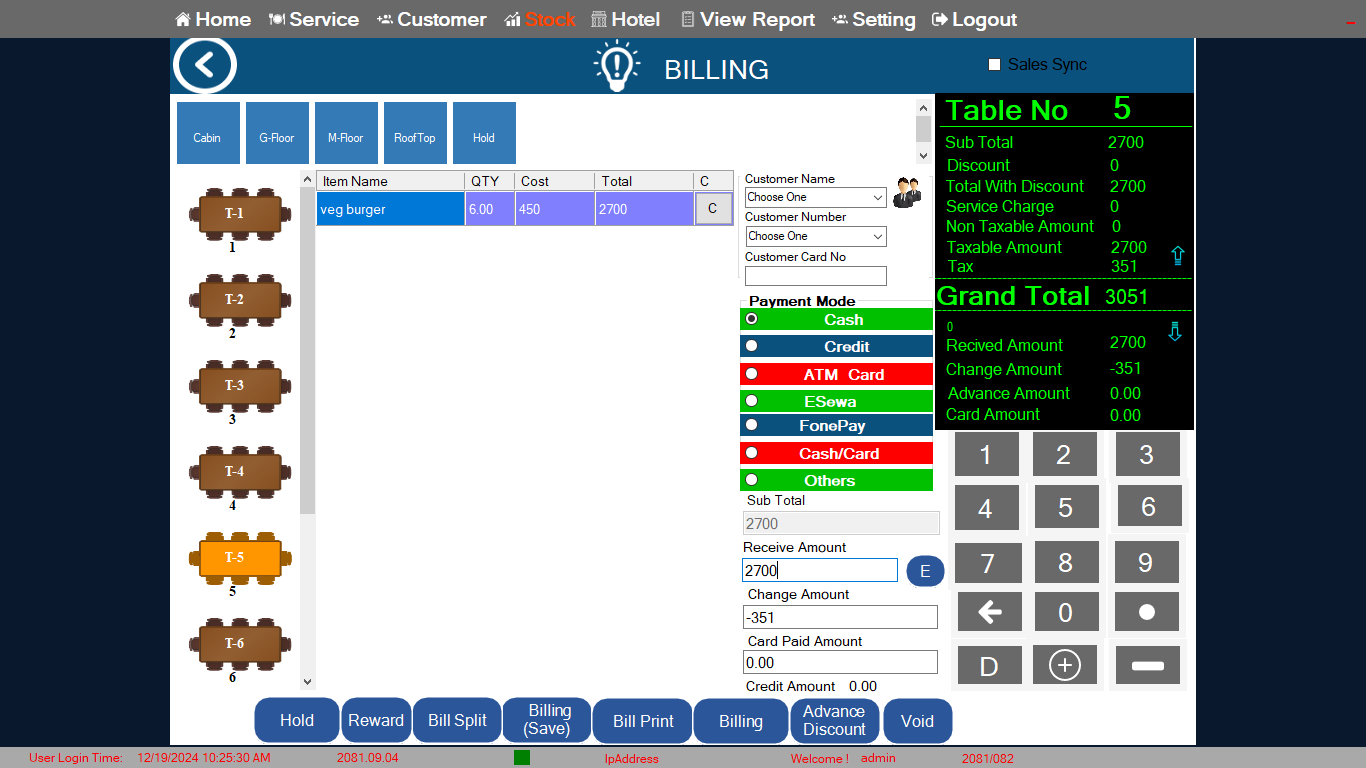 Home Service Customer Stock Hotel View Report Setting Logout
BILLING
Sales Sync
Cabin G-Floor M-Floor RoofTop Hold
T-1
1
T-2
2
T-3
3
T-4
4
T-5
5
T-6
6
Item Name QTY Cost Total C
veg burger 6.00 450 2700 C
Customer Name
Choose One
Customer Number
Choose One
Customer Card No
Payment Mode
Cash
Credit
ATM Card
ESewa
FonePay
Cash/Card
Others
Sub Total
2700
Receive Amount
2700 E
Change Amount
-351
Card Paid Amount
0.00
Credit Amount 0.00
Table No 5
Sub Total 2700
Discount 0
Total With Discount 2700
Service Charge 0
Non Taxable Amount 0
Taxable Amount 2700
Tax 351
Grand Total 3051
0
Recived Amount 2700
Change Amount -351
Advance Amount 0.00
Card Amount 0.00
1 2 3
4 5 6
7 8 9
0
D
Hold Reward Bill Split Billing (Save) Bill Print Billing Advance Discount Void
User Login Time: 12/19/2024 10:25:30 AM 2081.09.04 IpAddress Welcome ! admin 2081/082